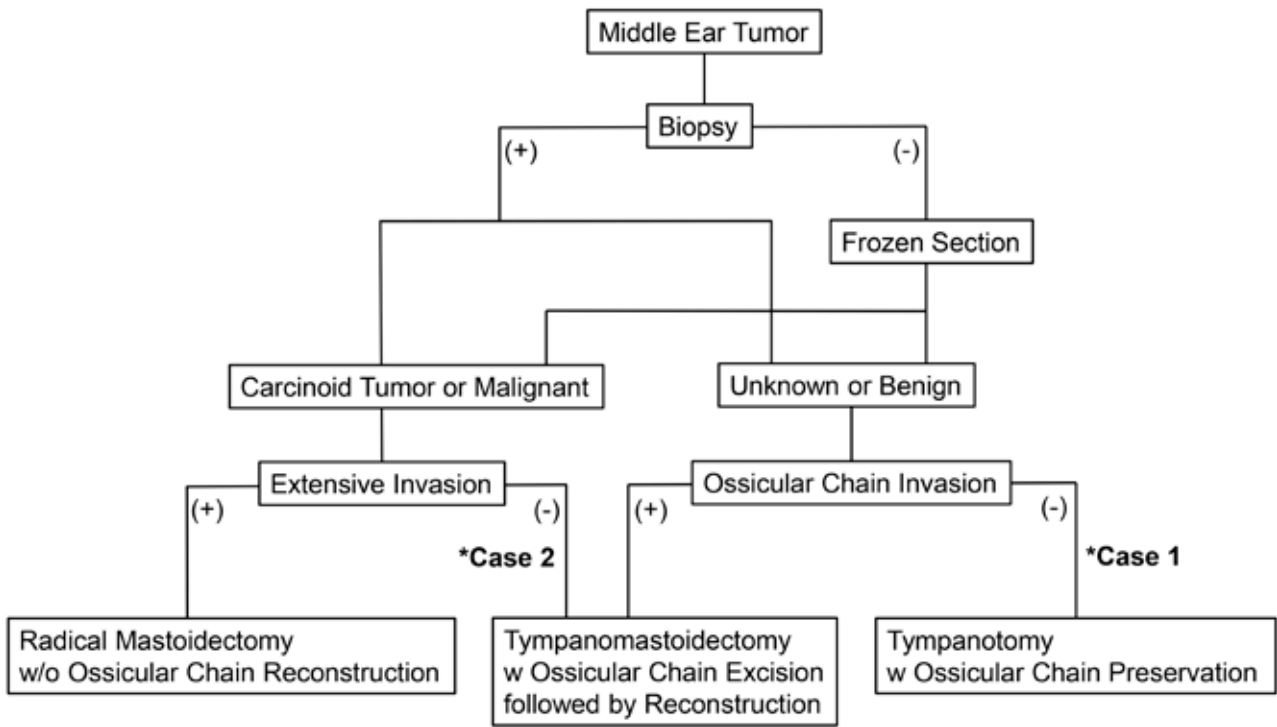 Middle Ear Tumor
Biopsy
(+)
(-)
Frozen Section
Carcinoid Tumor or Malignant
Unknown or Benign
Extensive Invasion
Ossicular Chain Invasion
(+)
(-)
(+)
(-)
*Case 2
*Case 1
Radical Mastoidectomy
w/o Ossicular Chain Reconstruction
Tympanomastoidectomy
w Ossicular Chain Excision
followed by Reconstruction
Tympanotomy
w Ossicular Chain Preservation